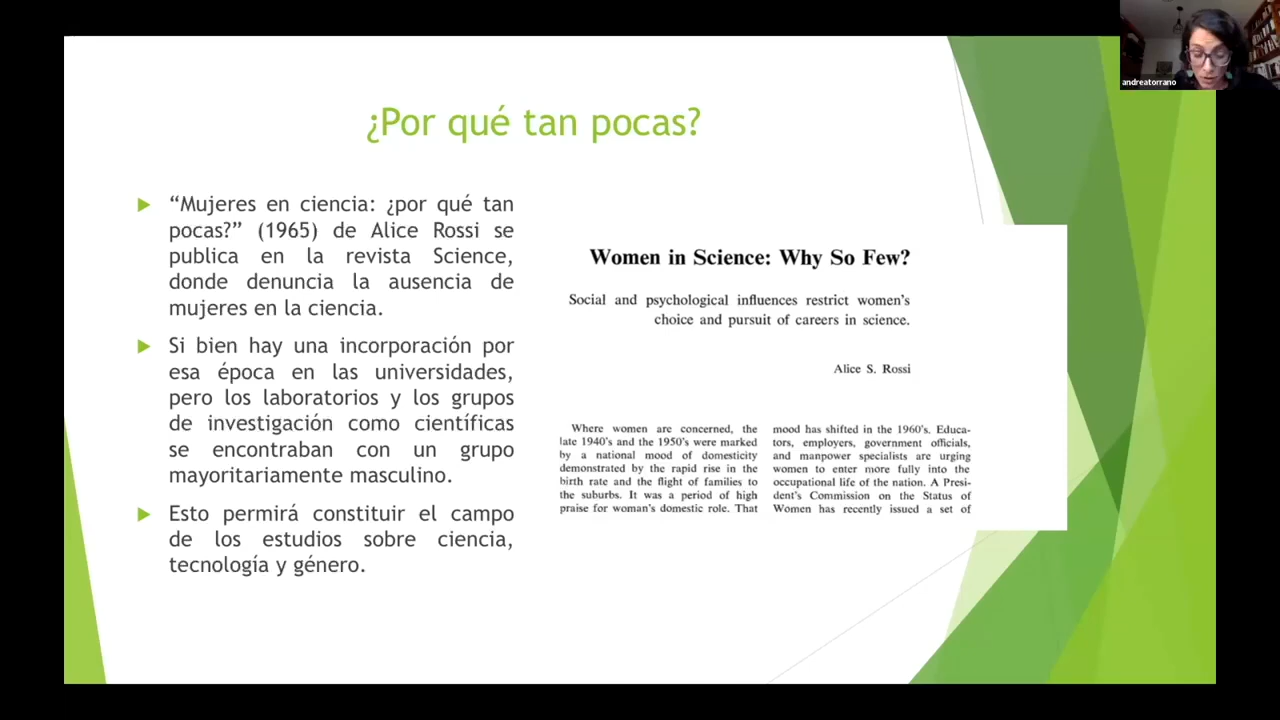 andreatorrano
¿Por qué tan pocas?
“Mujeres en ciencia: ¿por qué tan
pocas?” (1965) de Alice Rossi se
publica en la revista Science,
donde denuncia la ausencia de
mujeres en la ciencia.
Si bien hay una incorporación por
esa época en las universidades,
pero los laboratorios y los grupos
de investigación como científicas
se encontraban con un grupo
mayoritariamente masculino.
Esto permirá constituir el campo
de los estudios sobre ciencia,
tecnología y género.
Women in Science: Why So Few?
Social and psychological influences restrict women's
choice and pursuit of careers in science.
Alice S. Rossi
Where women are concerned, the
late 1940's and the 1950's were marked
by a national mood of domesticity
demonstrated by the rapid rise in the
birth rate and the flight of families to
the suburbs. It was a period of high
praise for woman's domestic role. That
mood has shifted in the 1960's. Educa-
tors, employers, government officials,
and manpower specialists are urging
women to enter more fully into the
occupational life of the nation. A Presi-
dent's Commission on the Status of
Women has recently issued a set of